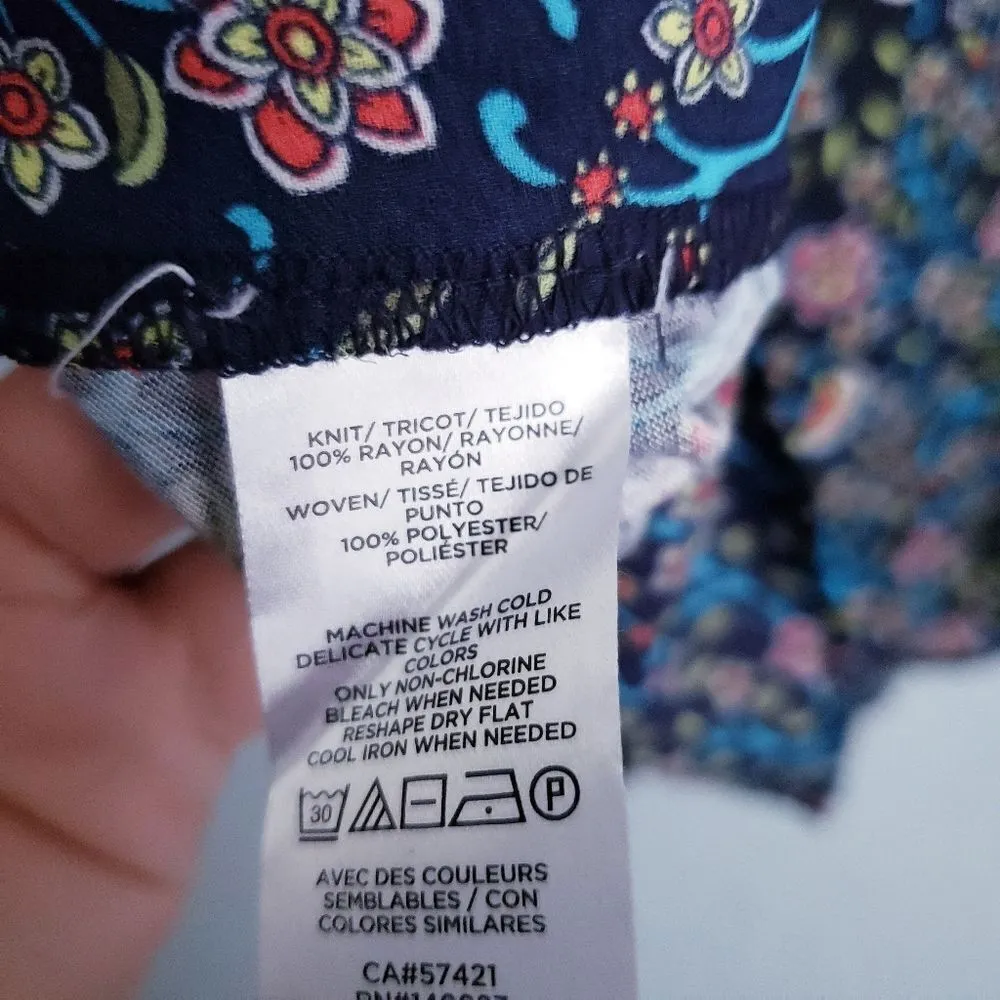 KNIT/ TRICOT/ TEJIDO
100% RAYON/ RAYONNE/
RAYÓN
WOVEN/ TISSÉ/ TEJIDO DE
PUNTO
100% POLYESTER/
POLIÉSTER
MACHINE WASH COLD
DELICATE CYCLE WITH LIKE
COLORS
ONLY NON-CHLORINE
BLEACH WHEN NEEDED
RESHAPE DRY FLAT
COOL IRON WHEN NEEDED
30 P
AVEC DES COULEURS
SEMBLABLES / CON
COLORES SIMILARES
CA#57421